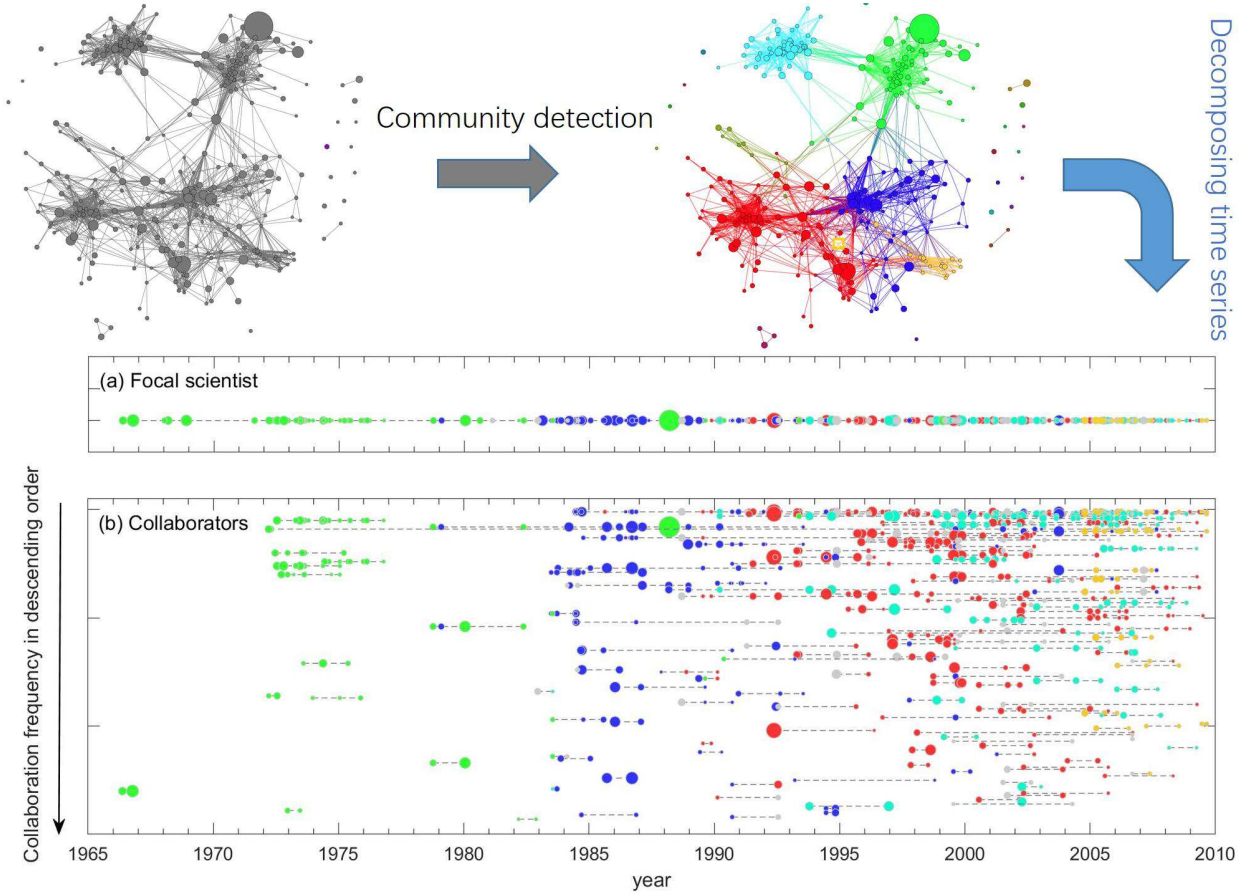 Community detection
Decomposing time series
(a) Focal scientist
(b) Collaborators
Collaboration frequency in descending order
1965 1970 1975 1980 1985 1990 1995 2000 2005 2010
year